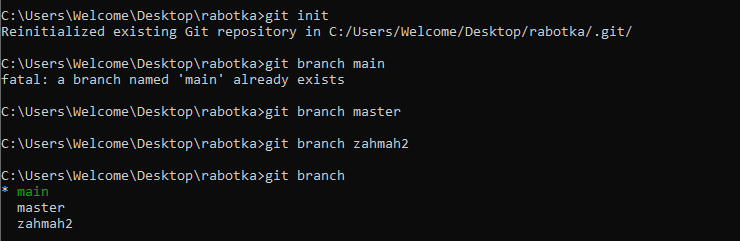 C:\Users\Welcome\Desktop\rabotka>git init
Reinitialized existing Git repository in C:/Users/Welcome/Desktop/rabotka/.git/
C:\Users\Welcome\Desktop\rabotka>git branch main
fatal: a branch named 'main' already exists
C:\Users\Welcome\Desktop\rabotka>git branch master
C:\Users\Welcome\Desktop\rabotka>git branch zahmah2
C:\Users\Welcome\Desktop\rabotka>git branch
* main
  master
  zahmah2